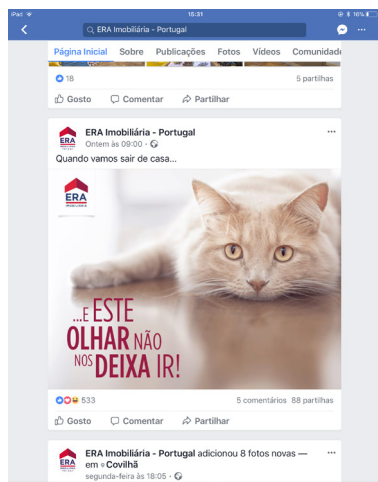 iPad
15:31
16%
ERA Imobiliária - Portugal
Página Inicial Sobre Publicações Fotos Vídeos Comunidade
18
5 partilhas
Gosto Comentar Partilhar
ERA Imobiliária - Portugal
Ontem às 09:00 ·
Quando vamos sair de casa...
ERA
IMOBILIÁRIA
...E ESTE
OLHAR NÃO
NOS DEIXA IR!
533
5 comentários 88 partilhas
Gosto Comentar Partilhar
ERA Imobiliária - Portugal adicionou 8 fotos novas —
em Covilhã
segunda-feira às 18:05 ·
ERA